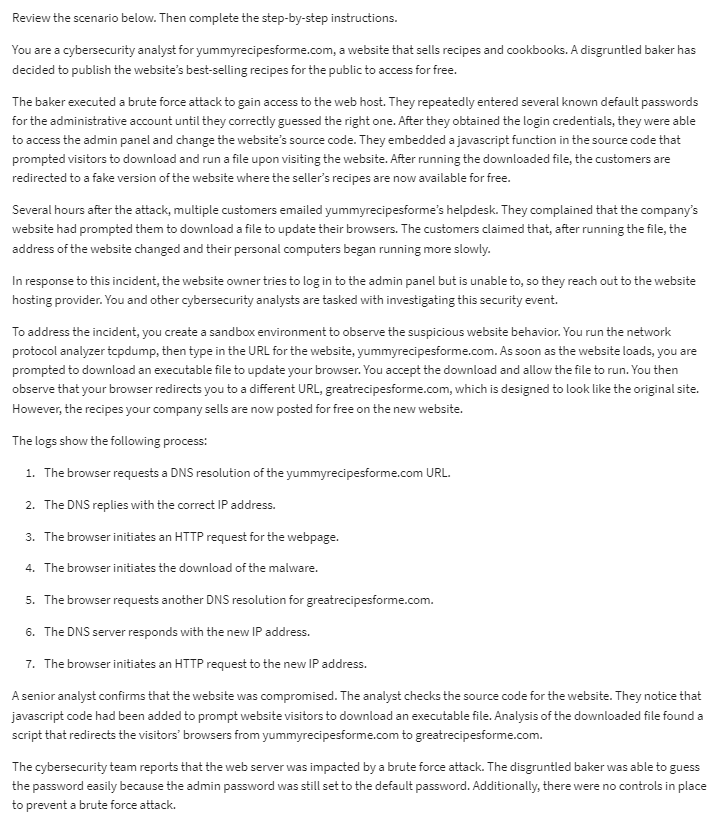 Review the scenario below. Then complete the step-by-step instructions.
You are a cybersecurity analyst for yummyrecipesforme.com, a website that sells recipes and cookbooks. A disgruntled baker has
decided to publish the website's best-selling recipes for the public to access for free.
The baker executed a brute force attack to gain access to the web host. They repeatedly entered several known default passwords
for the administrative account until they correctly guessed the right one. After they obtained the login credentials, they were able
to access the admin panel and change the website's source code. They embedded a javascript function in the source code that
prompted visitors to download and run a file upon visiting the website. After running the downloaded file, the customers are
redirected to a fake version of the website where the seller's recipes are now available for free.
Several hours after the attack, multiple customers emailed yummyrecipesforme's helpdesk. They complained that the company's
website had prompted them to download a file to update their browsers. The customers claimed that, after running the file, the
address of the website changed and their personal computers began running more slowly.
In response to this incident, the website owner tries to log in to the admin panel but is unable to, so they reach out to the website
hosting provider. You and other cybersecurity analysts are tasked with investigating this security event.
To address the incident, you create a sandbox environment to observe the suspicious website behavior. You run the network
protocol analyzer tcpdump, then type in the URL for the website, yummyrecipesforme.com. As soon as the website loads, you are
prompted to download an executable file to update your browser. You accept the download and allow the file to run. You then
observe that your browser redirects you to a different URL, greatrecipesforme.com, which is designed to look like the original site.
However, the recipes your company sells are now posted for free on the new website.
The logs show the following process:
1. The browser requests a DNS resolution of the yummyrecipesforme.com URL.
2. The DNS replies with the correct IP address.
3. The browser initiates an HTTP request for the webpage.
4. The browser initiates the download of the malware.
5. The browser requests another DNS resolution for greatrecipesforme.com.
6. The DNS server responds with the new IP address.
7. The browser initiates an HTTP request to the new IP address.
A senior analyst confirms that the website was compromised. The analyst checks the source code for the website. They notice that
javascript code had been added to prompt website visitors to download an executable file. Analysis of the downloaded file found a
script that redirects the visitors' browsers from yummyrecipesforme.com to greatrecipesforme.com.
The cybersecurity team reports that the web server was impacted by a brute force attack. The disgruntled baker was able to guess
the password easily because the admin password was still set to the default password. Additionally, there were no controls in place
to prevent a brute force attack.